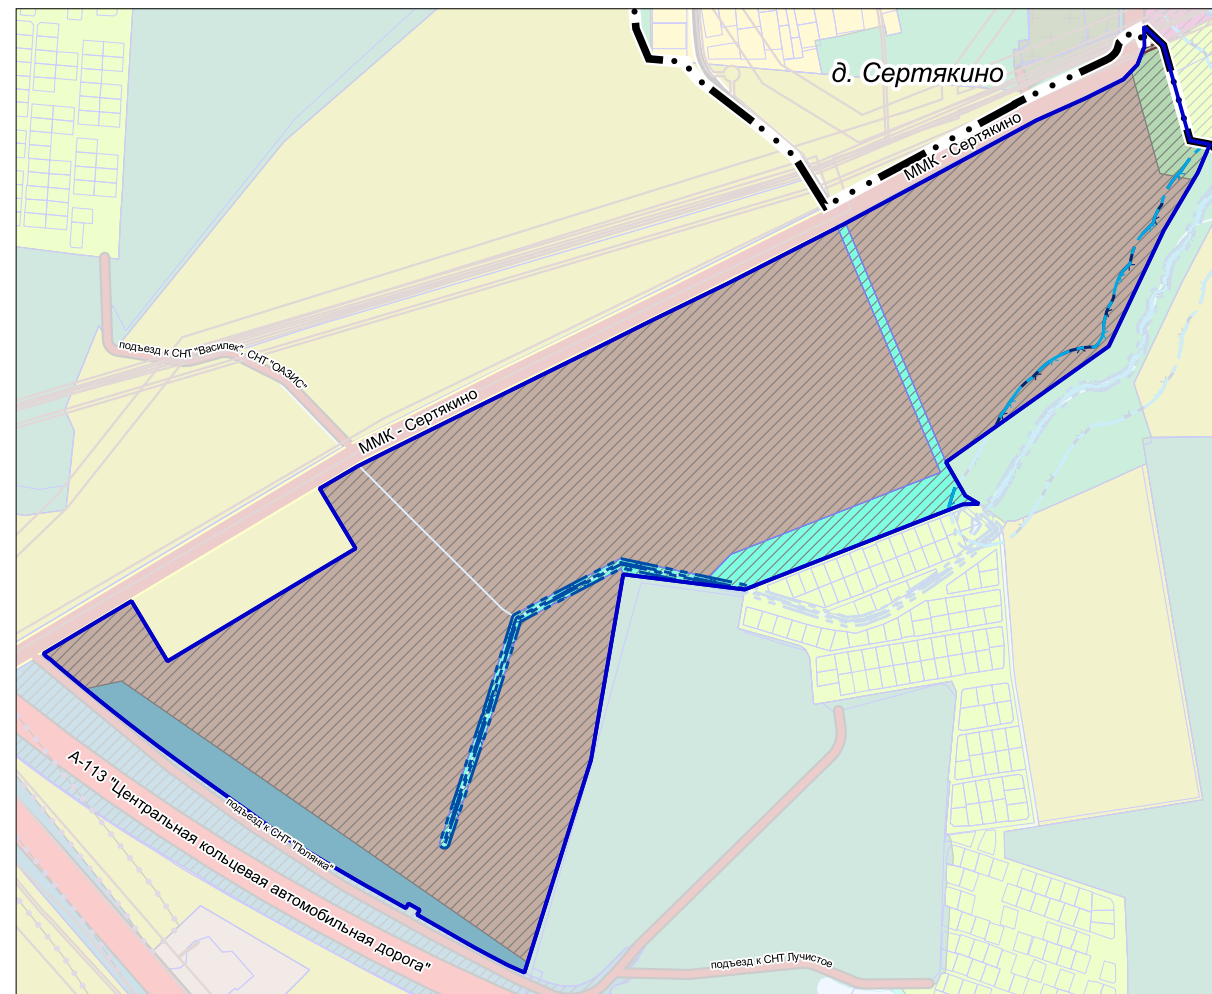 д. Сертякино
ММК - Сертякино
подъезд к СНТ "Василек", СНТ "ОАЗИС"
ММК - Сертякино
А-113 "Центральная кольцевая автомобильная дорога"
подъезд к СНТ "Полянка"
подъезд к СНТ Лучистое